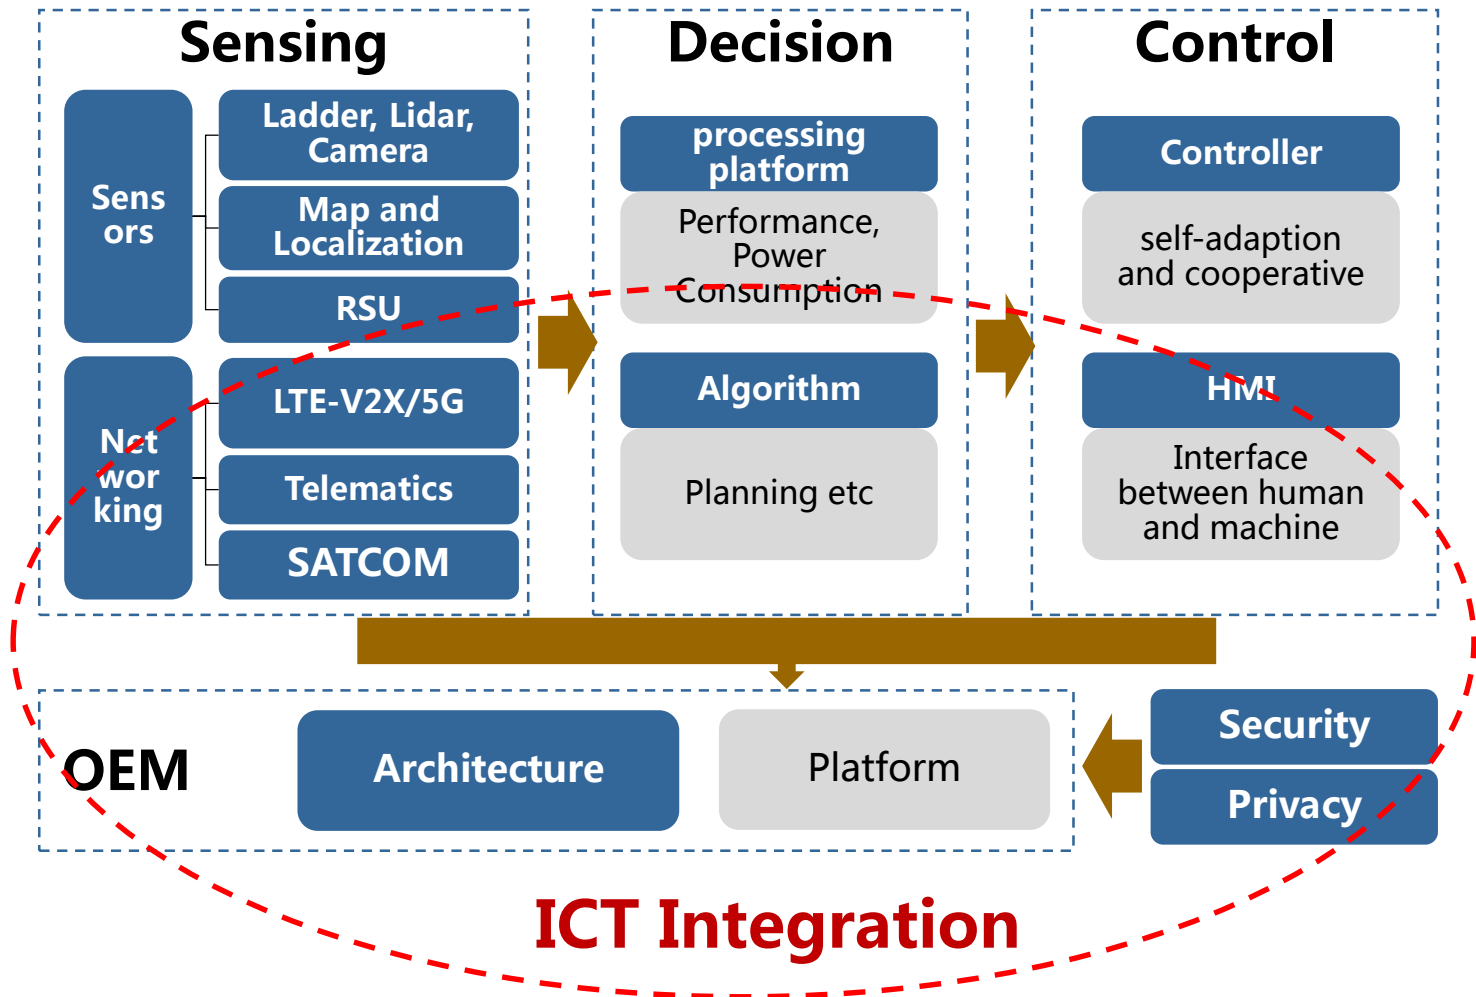 Sensing
Sens
ors
Ladder, Lidar,
Camera
Map and
Localization
RSU
Net
wor
king
LTE-V2X/5G
Telematics
SATCOM
Decision
processing
platform
Performance,
Power
Consumption
Algorithm
Planning etc
Control
Controller
self-adaption
and cooperative
HMI
Interface
between human
and machine
OEM
Architecture
Platform
Security
Privacy
ICT Integration